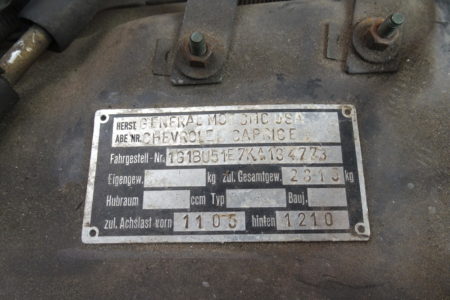 HERST. GENERAL MOTORS USA
ABE NR. CHEVROLET CAPRICE
Fahrgestell-Nr. 1G1BU51E7KA134773
Eigengew. kg zul. Gesamtgew. kg
Hubraum ccm Typ Bauj.
zul. Achslast vorn 1105 hinten 1210